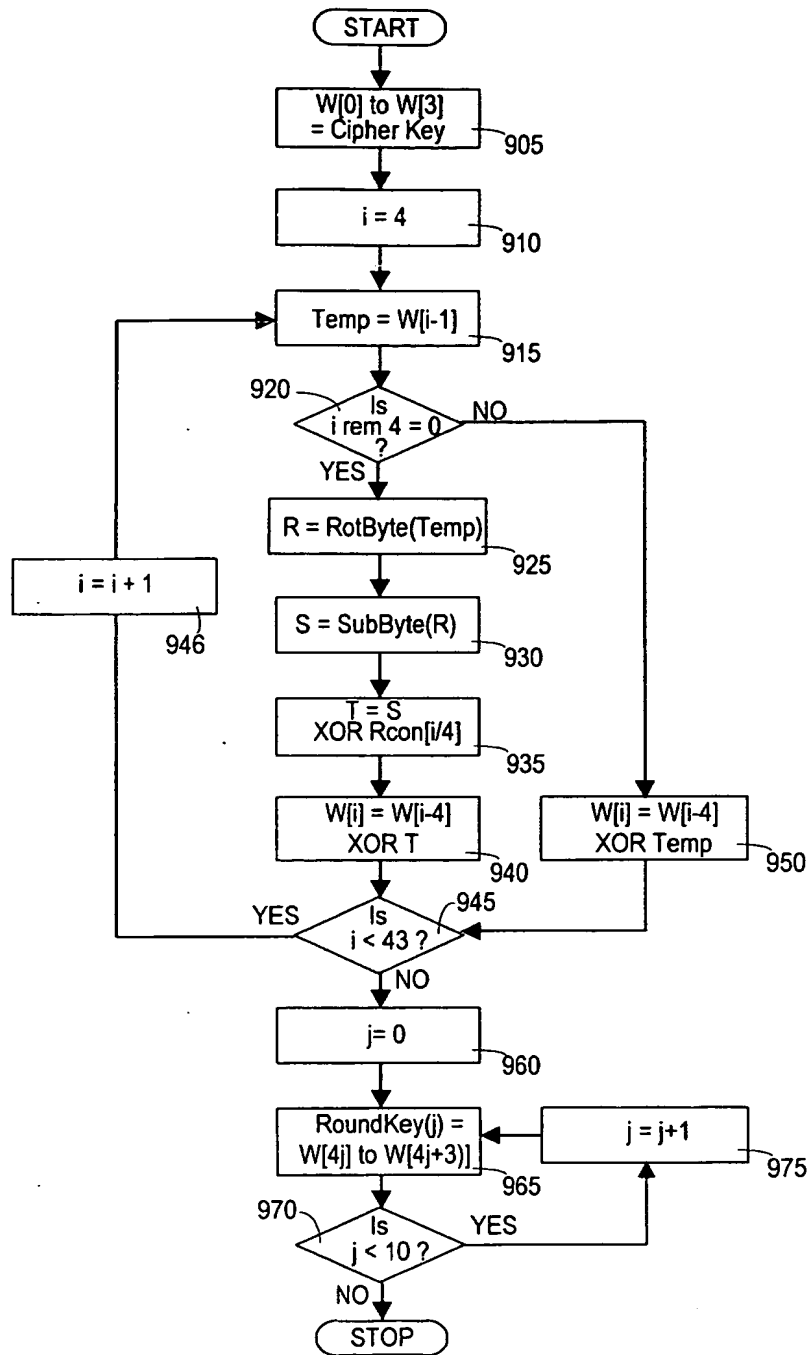 START
W[0] to W[3]
= Cipher Key
905
i = 4
910
Temp = W[i-1]
915
920
Is
i rem 4 = 0
?
NO
YES
R = RotByte(Temp)
925
i = i + 1
946
S = SubByte(R)
930
T = S
XOR Rcon[i/4]
935
W[i] = W[i-4]
XOR T
940
W[i] = W[i-4]
XOR Temp
950
945
YES
Is
i < 43 ?
NO
j= 0
960
RoundKey(j) =
W[4j] to W[4j+3)]
965
j = j+1
975
970
Is
j < 10 ?
YES
NO
STOP